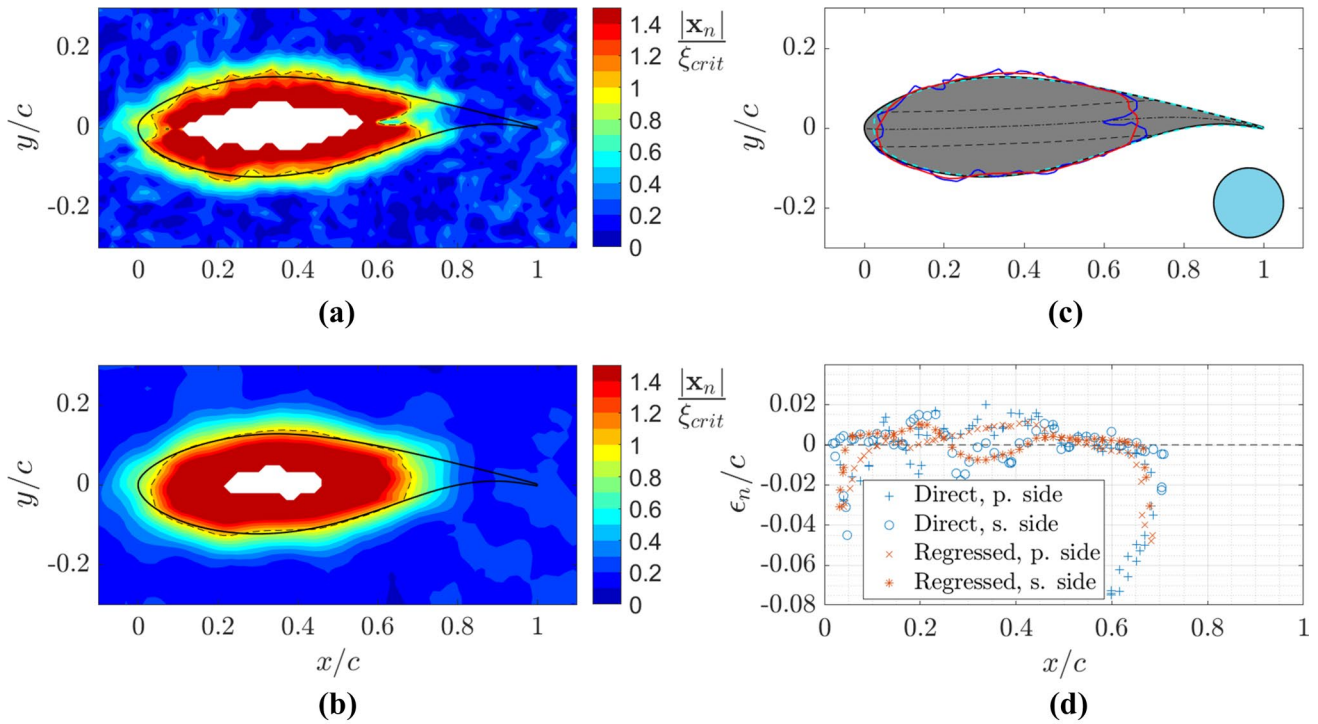 0.2
0
-0.2
y/c
0 0.2 0.4 0.6 0.8 1
1.4
1.2
1
0.8
0.6
0.4
0.2
0
|x_n|
ξ_crit
(a)
0.2
0
-0.2
y/c
0 0.2 0.4 0.6 0.8 1
x/c
1.4
1.2
1
0.8
0.6
0.4
0.2
0
|x_n|
ξ_crit
(b)
0.2
0
-0.2
y/c
0 0.2 0.4 0.6 0.8 1
(c)
0.02
0
-0.02
-0.04
-0.06
-0.08
ϵ_n/c
Direct, p. side
Direct, s. side
Regressed, p. side
Regressed, s. side
0 0.2 0.4 0.6 0.8 1
x/c
(d)